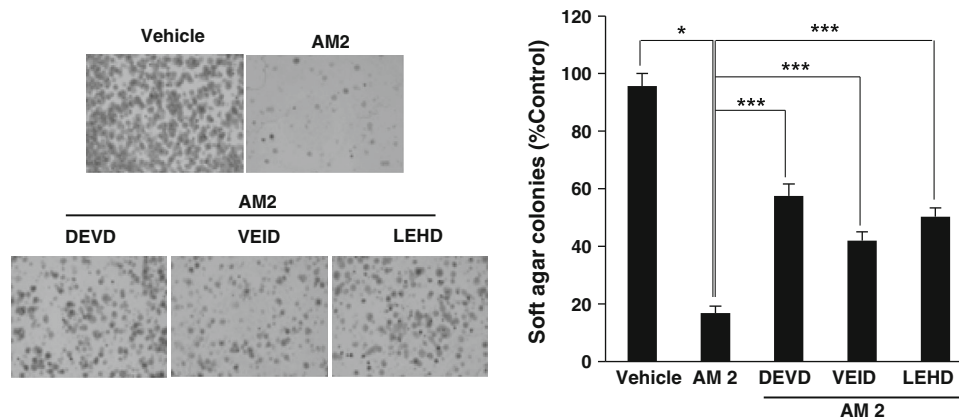 Vehicle AM2
AM2
DEVD VEID LEHD
Soft agar colonies (%Control)
120
100
80
60
40
20
0
* *** *** ***
Vehicle AM 2 DEVD VEID LEHD
AM 2